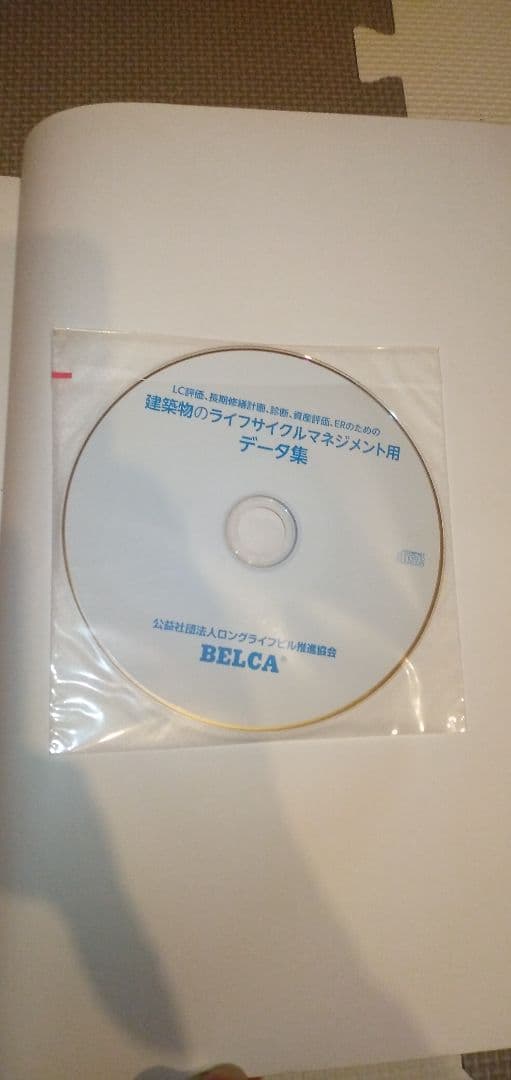 LC評価、長期修繕計画、診断、資産評価、ERのための
建築物のライフサイクルマネジメント用
データ集
公益社団法人ロングライフビル推進協会
BELCA